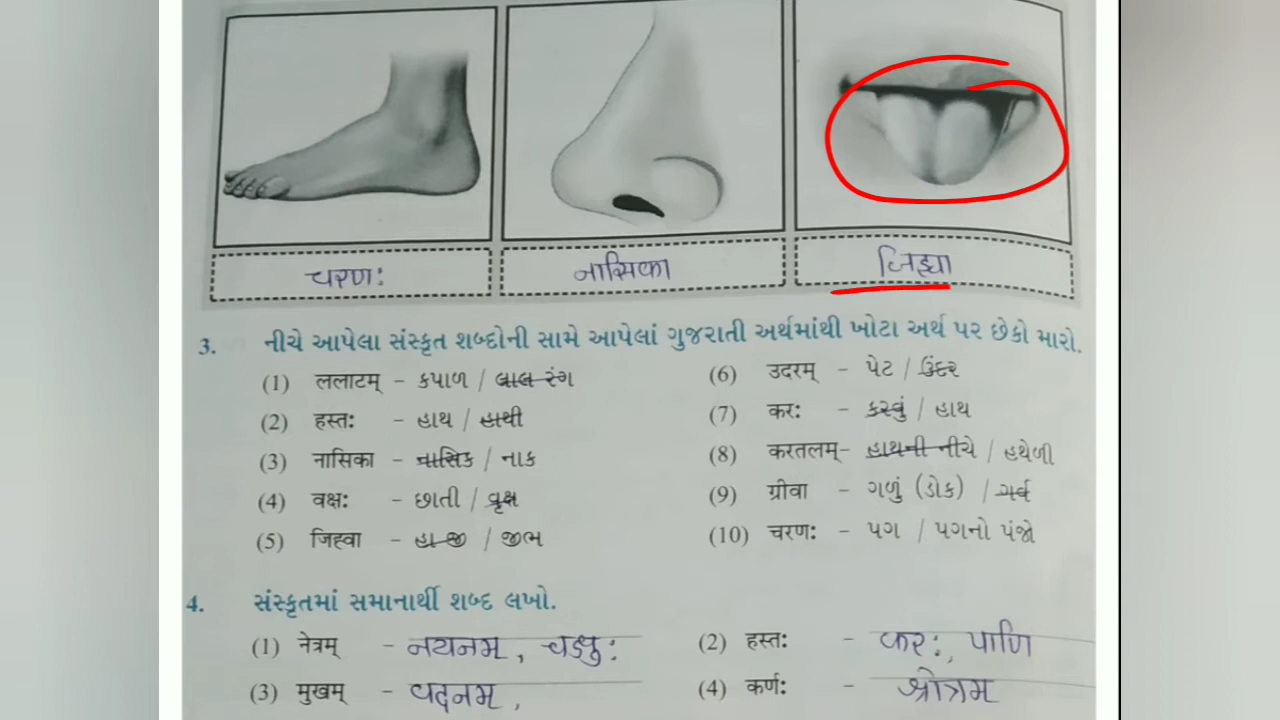 चरणः नासिका जिह्वा
3. નીચે આપેલા સંસ્કૃત શબ્દોની સામે આપેલાં ગુજરાતી અર્થમાંથી ખોટા અર્થ પર છેકો મારો.
(1) ललाटम् - કપાળ / લાલ રંગ (6) उदरम् - પેટ / ઉંદર
(2) हस्तः - હાથ / હાથી (7) करः - કરવું / હાથ
(3) नासिका - નાસિક / નાક (8) करतलम् - હાથની નીચે / હથેળી
(4) वक्षः - છાતી / વૃક્ષ (9) ग्रीवा - ગળું (ડોક) / ગર્વ
(5) जिह्वा - હાજી / જીભ (10) चरणः - પગ / પગનો પંજો
4. સંસ્કૃતમાં સમાનાર્થી શબ્દ લખો.
(1) नेत्रम् - नयनम्, चक्षुः (2) हस्तः - करः, पाणि
(3) मुखम् - वदनम्, (4) कर्णः - श्रोत्रम